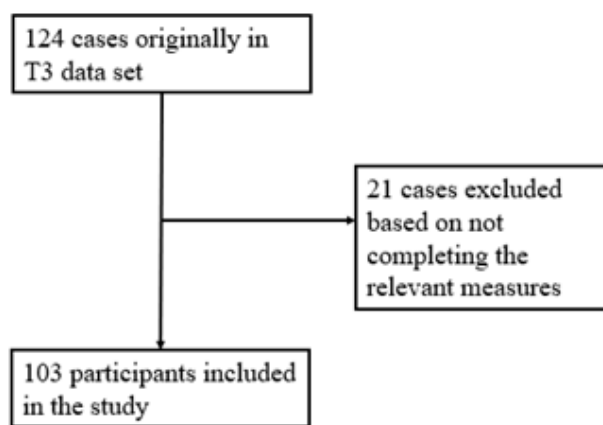 124 cases originally in
T3 data set
21 cases excluded
based on not
completing the
relevant measures
103 participants included
in the study